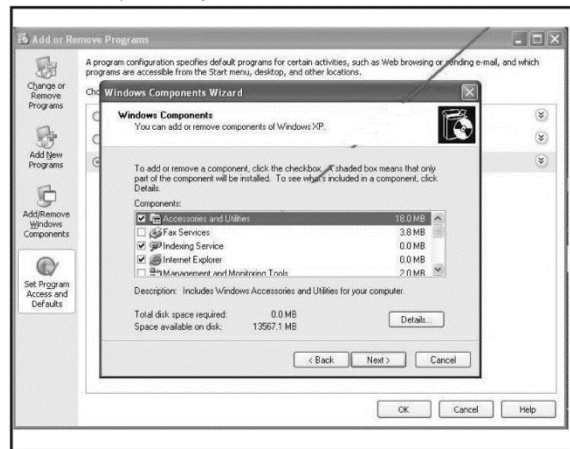 Add or Remove Programs
A program configuration specifies default programs for certain activities, such as Web browsing or sending e-mail, and which
programs are accessible from the Start menu, desktop, and other locations.
Change or
Remove
Programs
Add New
Programs
Add/Remove
Windows
Components
Set Program
Access and
Defaults
Windows Components Wizard
Windows Components
You can add or remove components of Windows XP.
To add or remove a component, click the checkbox. A shaded box means that only
part of the component will be installed. To see what's included in a component, click
Details.
Components:
Accessories and Utilities 18.0 MB
Fax Services 3.8 MB
Indexing Service 0.0 MB
Internet Explorer 0.0 MB
Management and Monitoring Tools 2.0 MB
Description: Includes Windows Accessories and Utilities for your computer.
Total disk space required: 0.0 MB
Space available on disk: 13567.1 MB
Details...
< Back Next > Cancel
OK Cancel Help